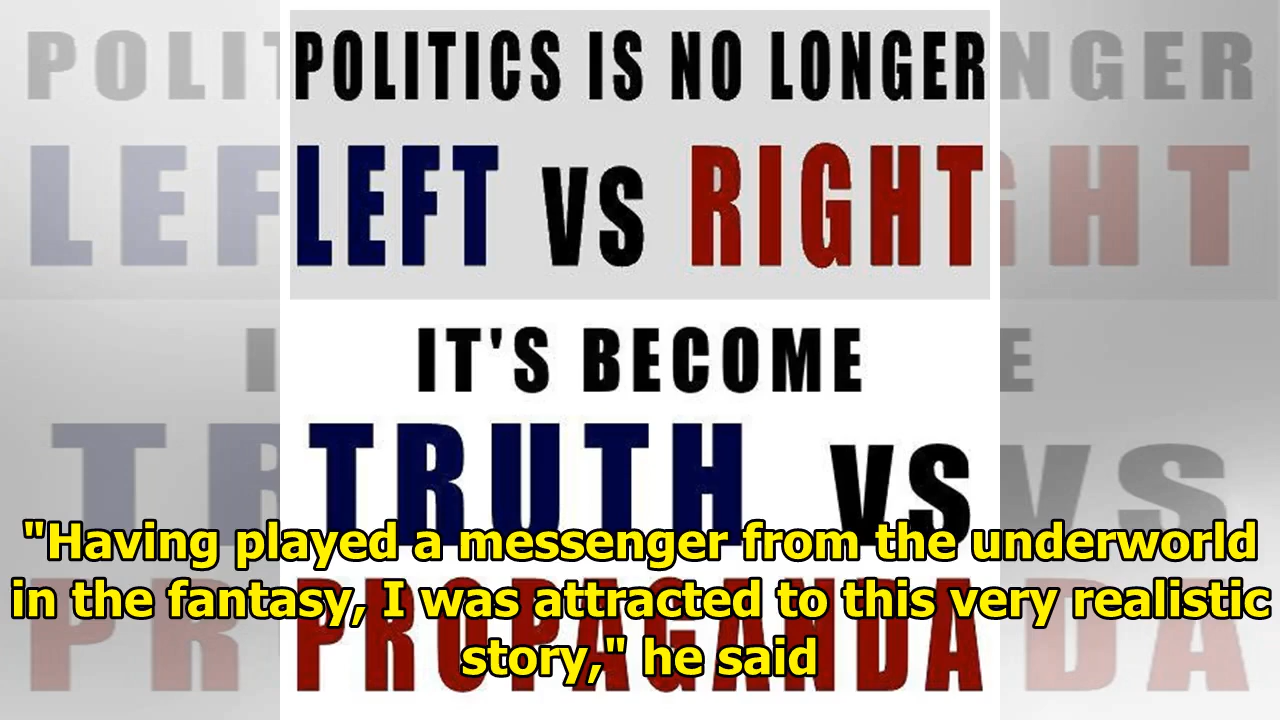 POLITICS IS NO LONGER
LEFT VS RIGHT
IT'S BECOME
TRUTH VS
PROPAGANDA
"Having played a messenger from the underworld
in the fantasy, I was attracted to this very realistic
story," he said